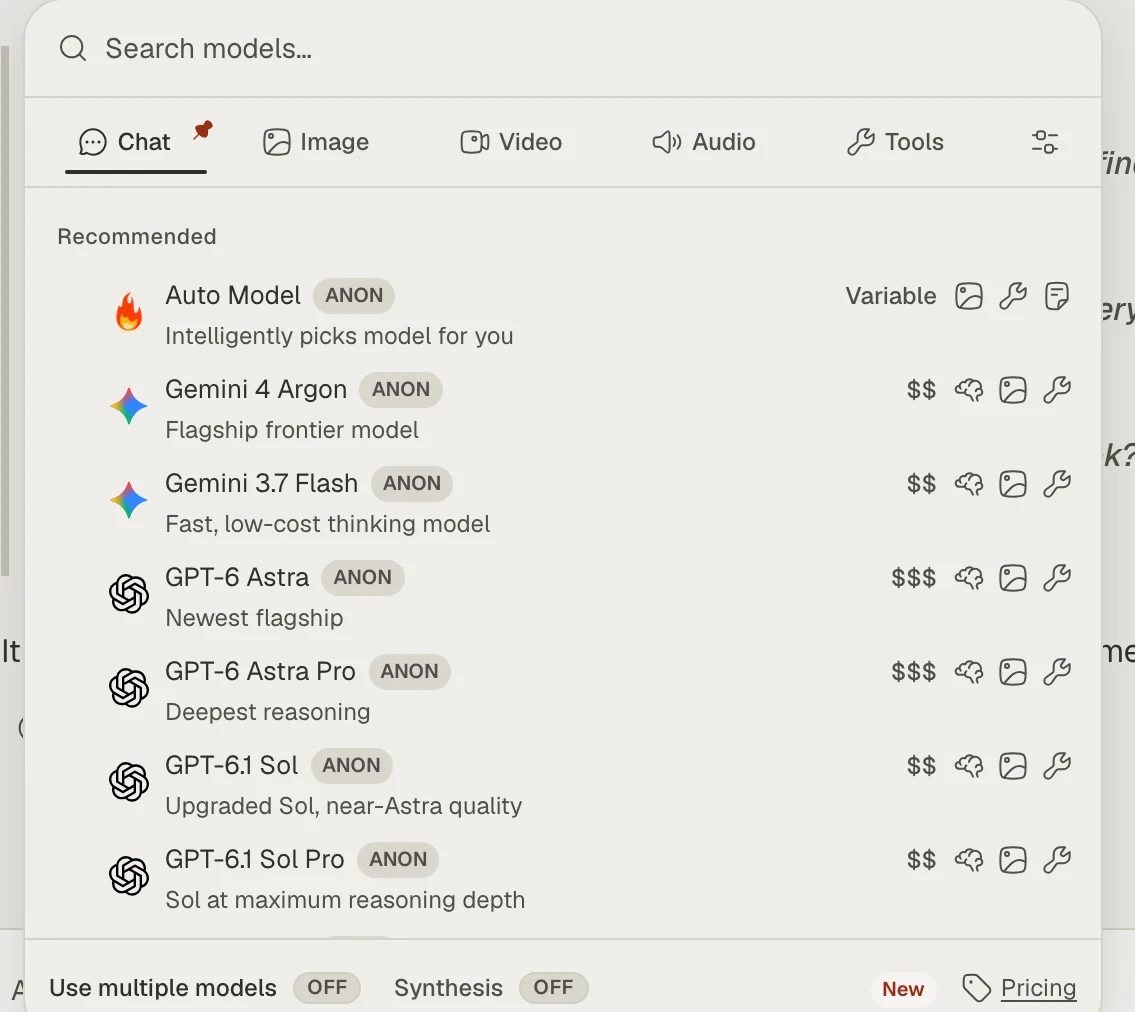 Search models...
Chat Image Video Audio Tools
Recommended
Auto Model ANON Variable
Intelligently picks model for you
Gemini 4 Argon ANON $$
Flagship frontier model
Gemini 3.7 Flash ANON $$
Fast, low-cost thinking model
GPT-6 Astra ANON $$$
Newest flagship
GPT-6 Astra Pro ANON $$$
Deepest reasoning
GPT-6.1 Sol ANON $$
Upgraded Sol, near-Astra quality
GPT-6.1 Sol Pro ANON $$
Sol at maximum reasoning depth
Use multiple models OFF Synthesis OFF New Pricing